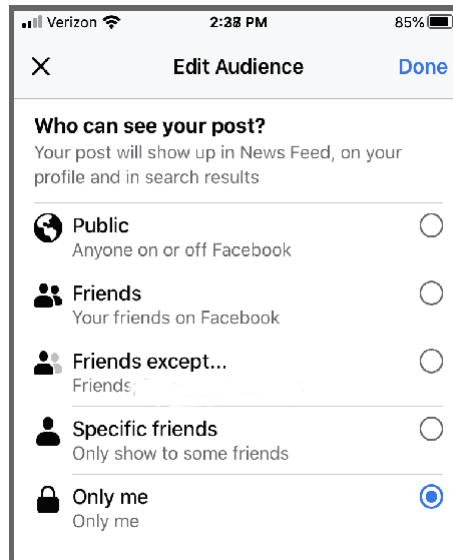 Verizon 2:38 PM 85%
Edit Audience Done
Who can see your post?
Your post will show up in News Feed, on your
profile and in search results
Public
Anyone on or off Facebook
Friends
Your friends on Facebook
Friends except...
Friends;
Specific friends
Only show to some friends
Only me
Only me